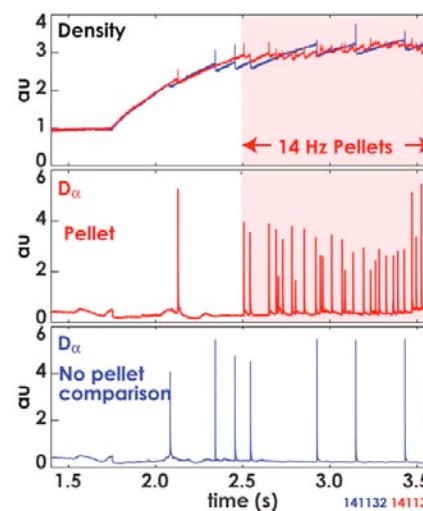 4
Density
3
au
2
1
0
14 Hz Pellets
6
Dα
4
Pellet
au
2
0
6
Dα
No pellet
comparison
4
au
2
0
1.5 2.0 2.5 3.0 3.5
time (s)
141132 14113